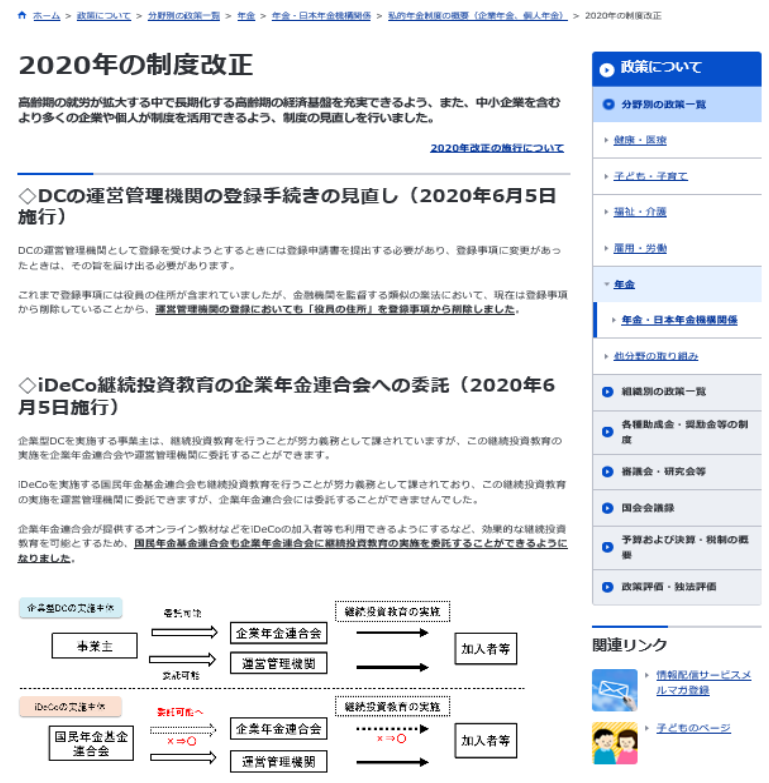 ホーム > 政策について > 分野別の政策一覧 > 年金 > 年金・日本年金機構関係 > 私的年金制度の概要（企業年金、個人年金） > 2020年の制度改正
2020年の制度改正
高齢期の就労が拡大する中で長期化する高齢期の経済基盤を充実できるよう、また、中小企業を含む
より多くの企業や個人が制度を活用できるよう、制度の見直しを行いました。
2020年改正の施行について
◇DCの運営管理機関の登録手続きの見直し（2020年6月5日
施行）
DCの運営管理機関として登録を受けようとするときには登録申請書を提出する必要があり、登録事項に変更があっ
たときは、その旨を届け出る必要があります。
これまで登録事項には役員の住所が含まれていましたが、金融機関を監督する類似の業法において、現在は登録事項
から削除していることから、運営管理機関の登録においても「役員の住所」を登録事項から削除しました。
◇iDeCo継続投資教育の企業年金連合会への委託（2020年6
月5日施行）
企業型DCを実施する事業主は、継続投資教育を行うことが努力義務として課されていますが、この継続投資教育の
実施を企業年金連合会や運営管理機関に委託することができます。
iDeCoを実施する国民年金基金連合会も継続投資教育を行うことが努力義務として課されており、この継続投資教育
の実施を運営管理機関に委託できますが、企業年金連合会には委託することができませんでした。
企業年金連合会が提供するオンライン教材などをiDeCoの加入者等も利用できるようにするなど、効果的な継続投資
教育を可能とするため、国民年金基金連合会も企業年金連合会に継続投資教育の実施を委託することができるように
なりました。
企業型DCの実施主体
委託可能
継続投資教育の実施
事業主
企業年金連合会
運営管理機関
加入者等
委託可能
iDeCoの実施主体
委託可能へ
継続投資教育の実施
国民年金基金
連合会
×⇒○
企業年金連合会
×⇒○
運営管理機関
加入者等
政策について
分野別の政策一覧
健康・医療
子ども・子育て
福祉・介護
雇用・労働
年金
年金・日本年金機構関係
他分野の取り組み
組織別の政策一覧
各種助成金・奨励金等の制
度
審議会・研究会等
国会会議録
予算および決算・税制の概
要
政策評価・独法評価
関連リンク
情報配信サービスメ
ルマガ登録
子どものページ